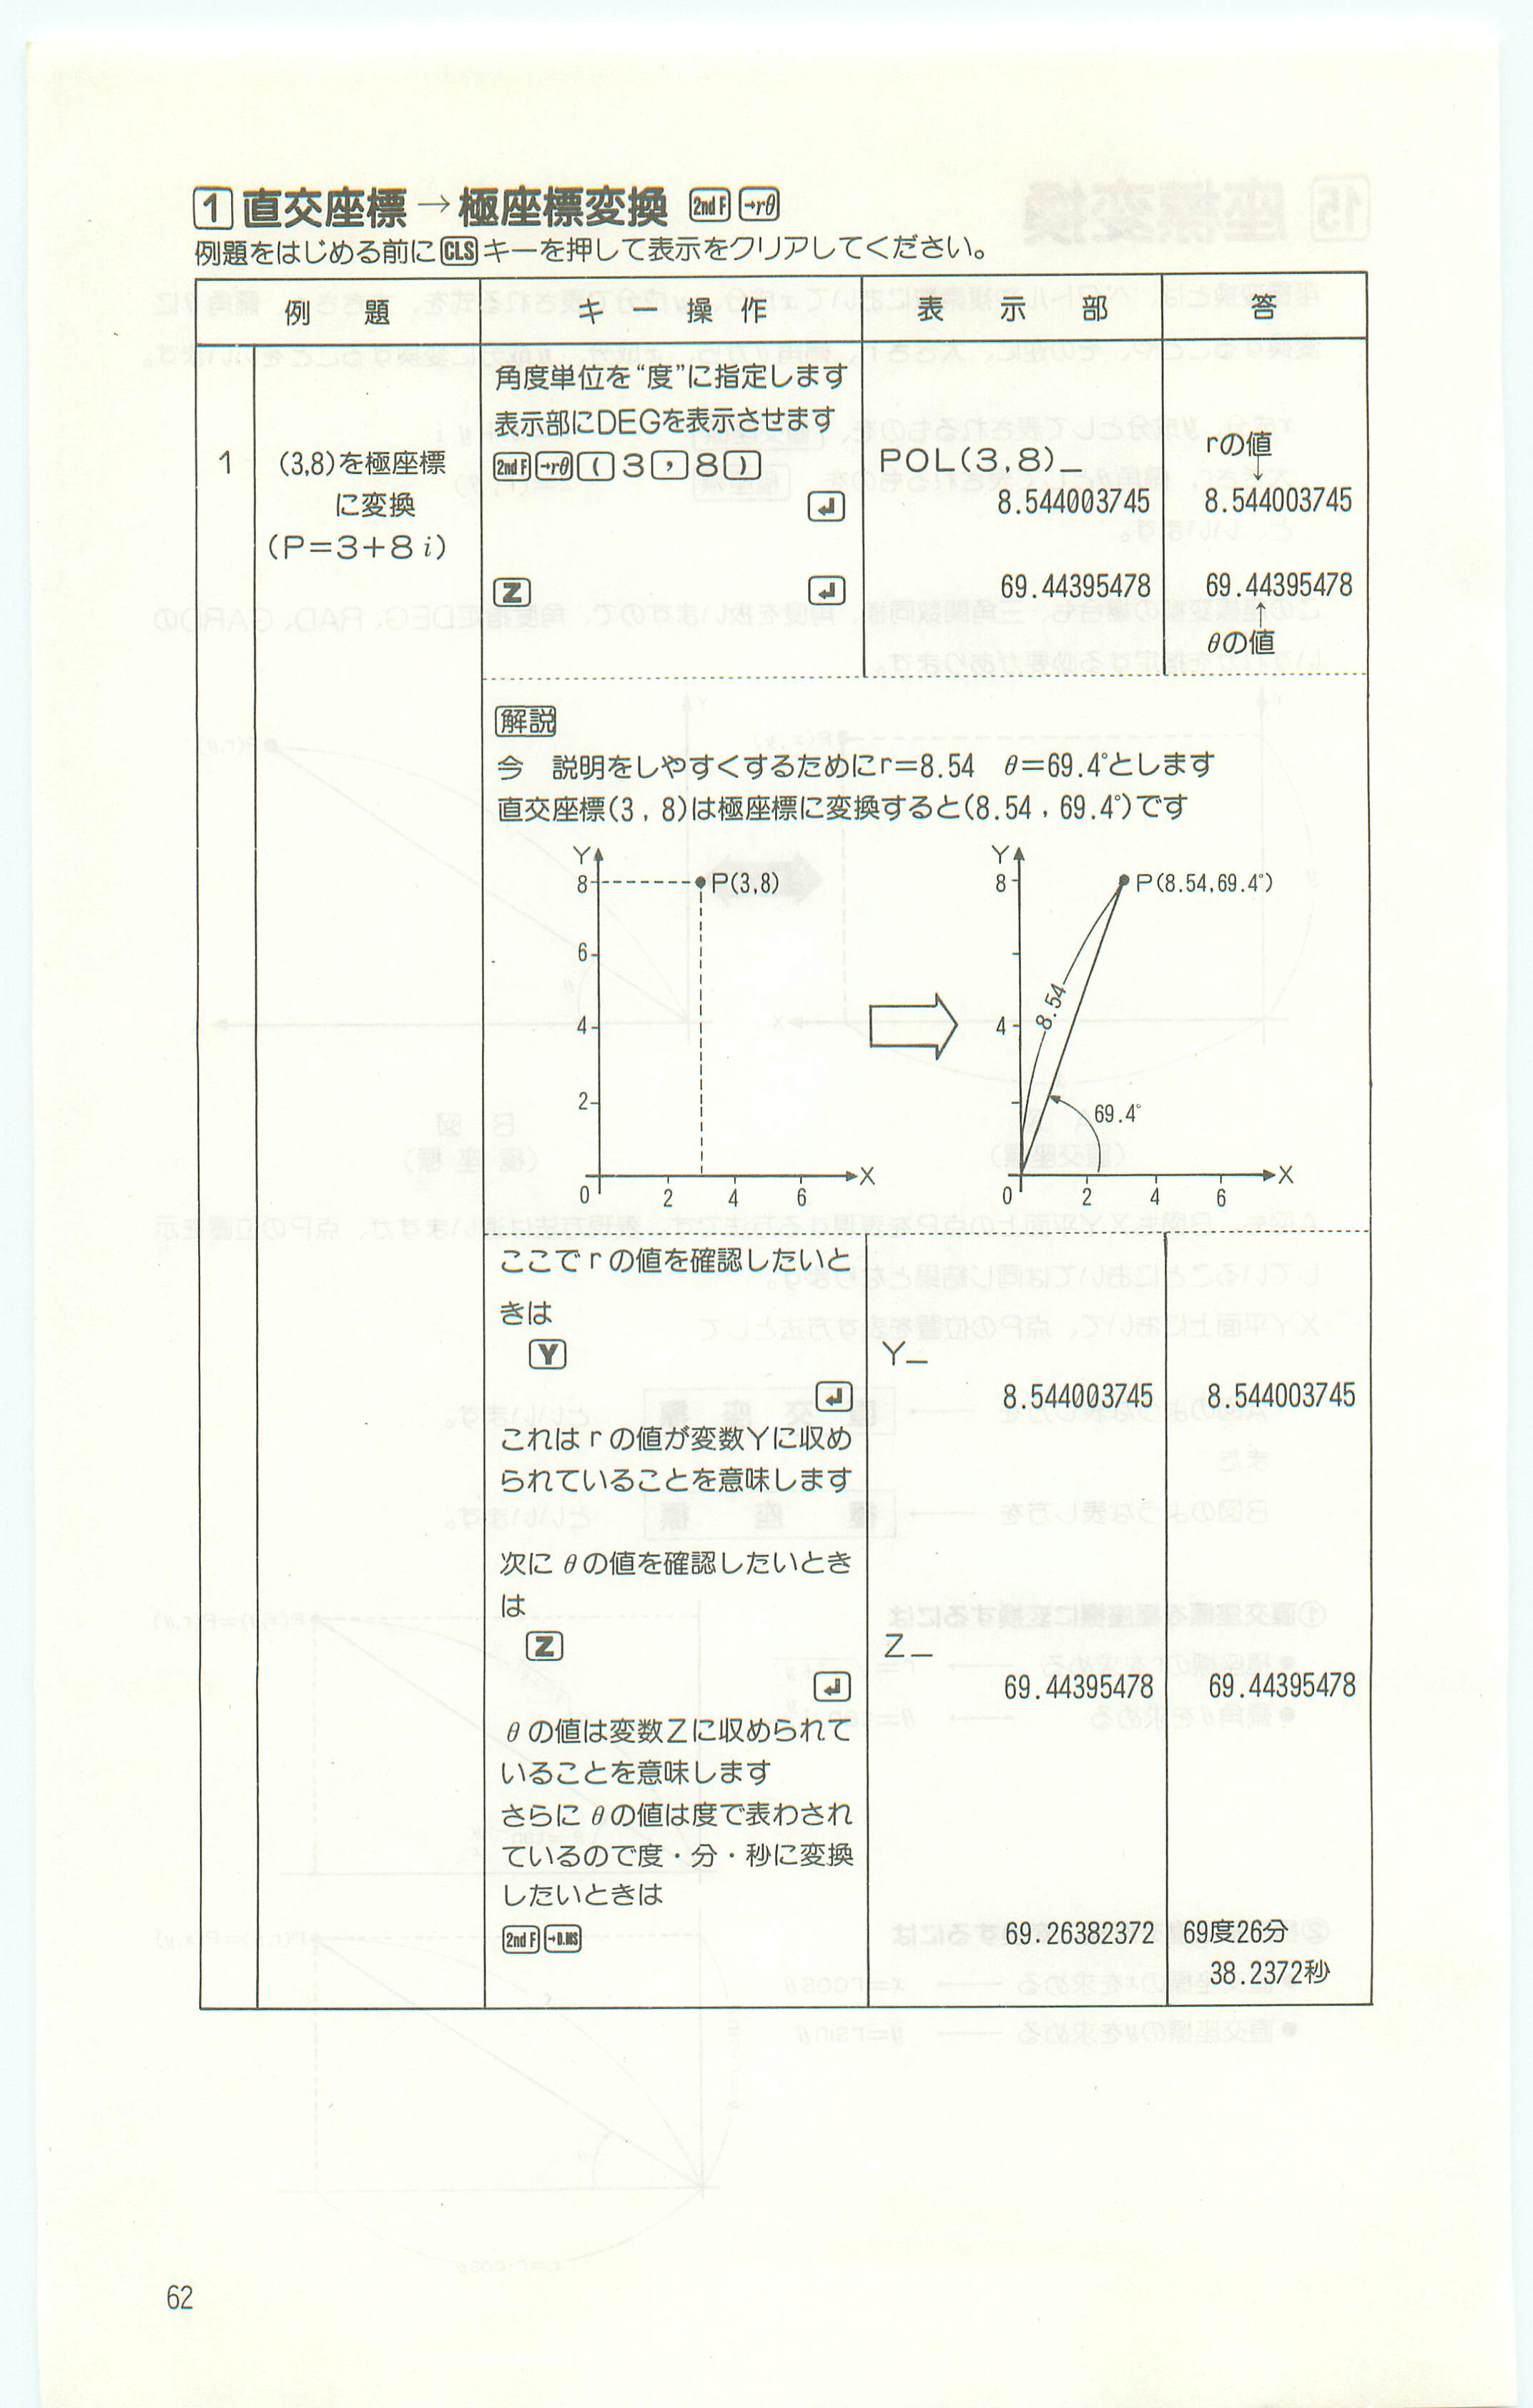 1 直交座標→極座標変換 2nd F →rθ
例題をはじめる前にCLSキーを押して表示をクリアしてください。
例 題 キー操作 表示部 答
角度単位を“度”に指定します
表示部にDEGを表示させます
1 (3,8)を極座標
に変換
(P=3+8i)
2nd F →rθ ( 3 , 8 ) POL(3,8)_ rの値
↓
↵ 8.544003745 8.544003745
Z ↵ 69.44395478 69.44395478
↑
θの値
解説
今 説明をしやすくするためにr=8.54 θ=69.4°とします
直交座標(3,8)は極座標に変換すると(8.54,69.4°)です
Y
8 P(3,8)
6
4
2
0 2 4 6 X
Y
8 P(8.54,69.4°)
8.54
4
69.4°
0 2 4 6 X
ここでrの値を確認したいと
きは
Y Y_
↵ 8.544003745 8.544003745
これはrの値が変数Yに収め
られていることを意味します
次にθの値を確認したいとき
は
Z Z_
↵ 69.44395478 69.44395478
θの値は変数Zに収められて
いることを意味します
さらにθの値は度で表わされ
ているので度・分・秒に変換
したいときは
2nd F →D.MS 69.26382372 69度26分
38.2372秒
62